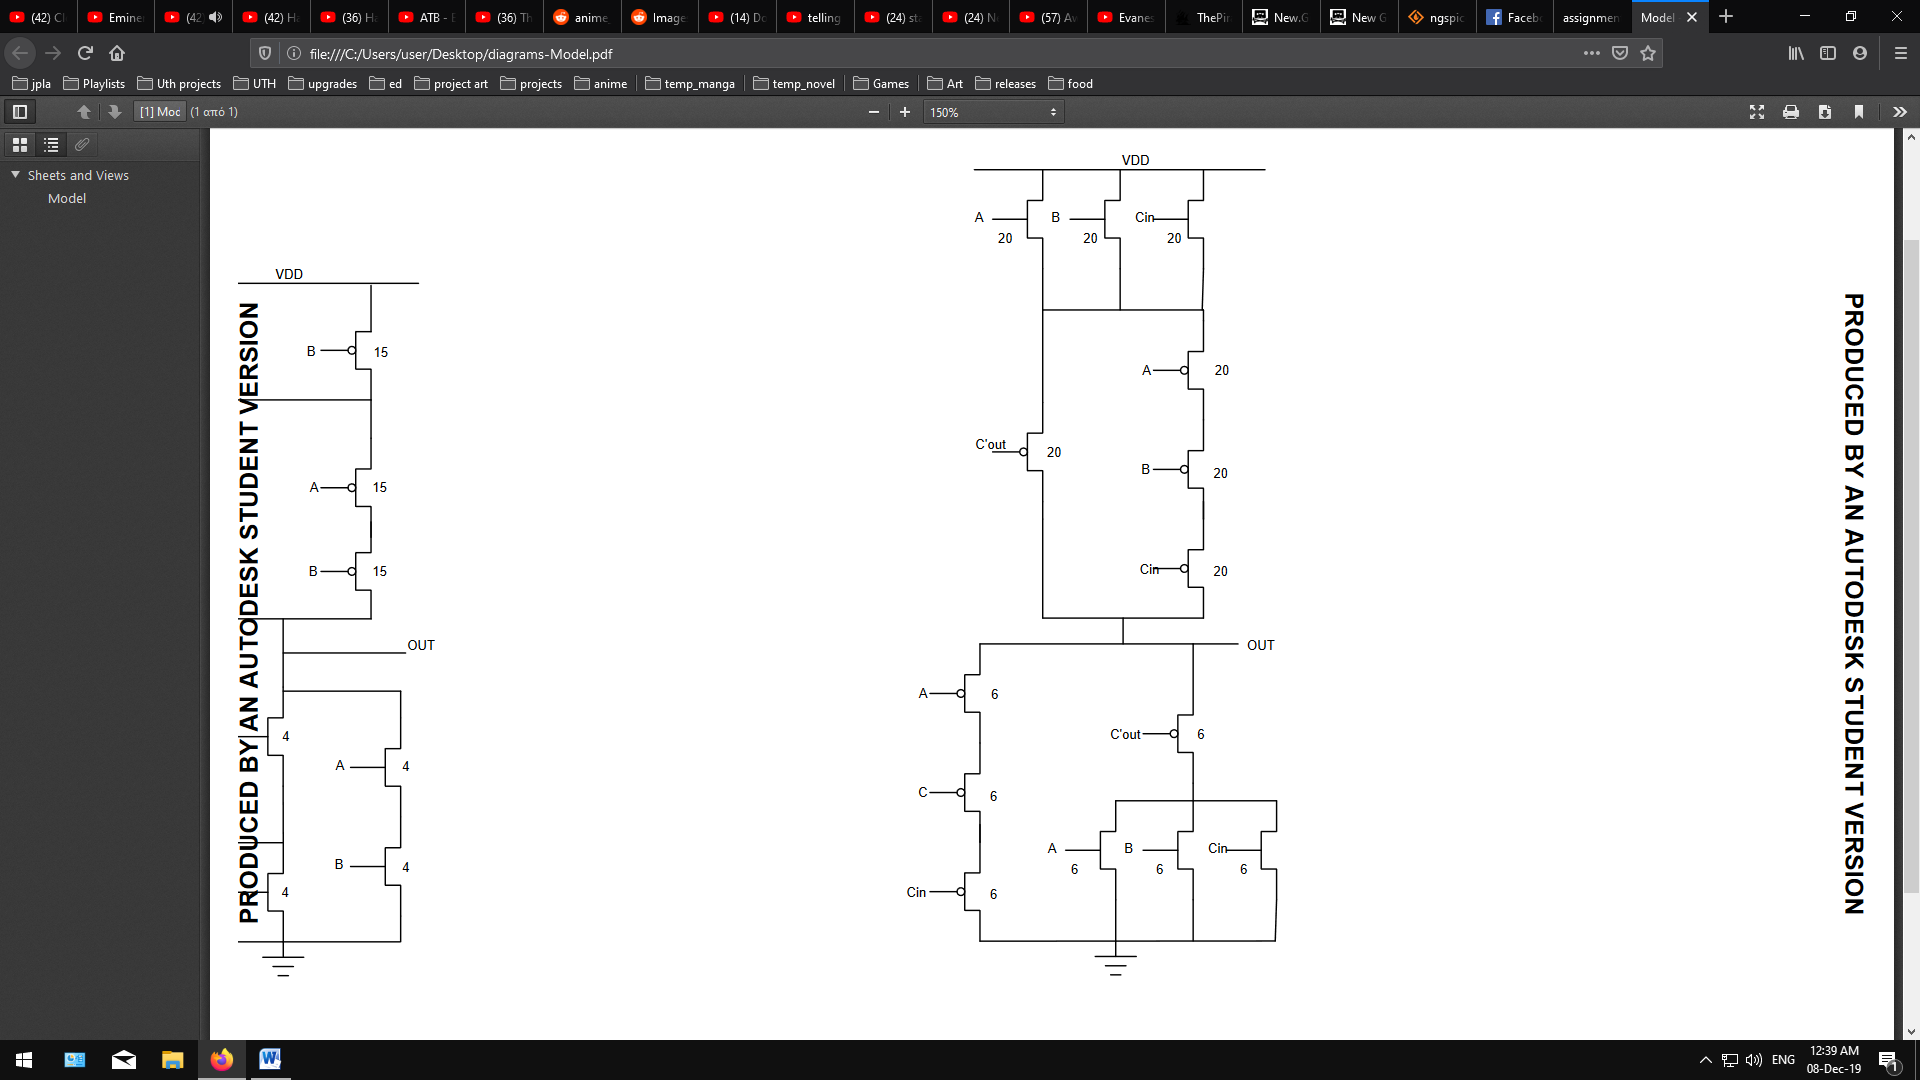 (42) Cl
Eminer
(42)
(42) Ha
(36) Ha
ATB - E
(36) Th
anime_
Image
(14) Do
telling
(24) sta
(24) N
(57) Av
Evanes
ThePir
New.G
New G
ngspic
Facebo
assignmen
Model
file:///C:/Users/user/Desktop/diagrams-Model.pdf
jpla
Playlists
Uth projects
UTH
upgrades
ed
project art
projects
anime
temp_manga
temp_novel
Games
Art
releases
food
[1] Moc
(1 από 1)
150%
Sheets and Views
Model
VDD
B
15
A
15
B
15
OUT
4
A
4
B
4
4
PRODUCED BY AN AUTODESK STUDENT VERSION
VDD
A
B
Cin
20
20
20
A
20
C'out
20
B
20
Cin
20
OUT
A
6
C'out
6
C
6
A
B
Cin
6
6
6
Cin
6
PRODUCED BY AN AUTODESK STUDENT VERSION
W
ENG
12:39 AM
08-Dec-19
1